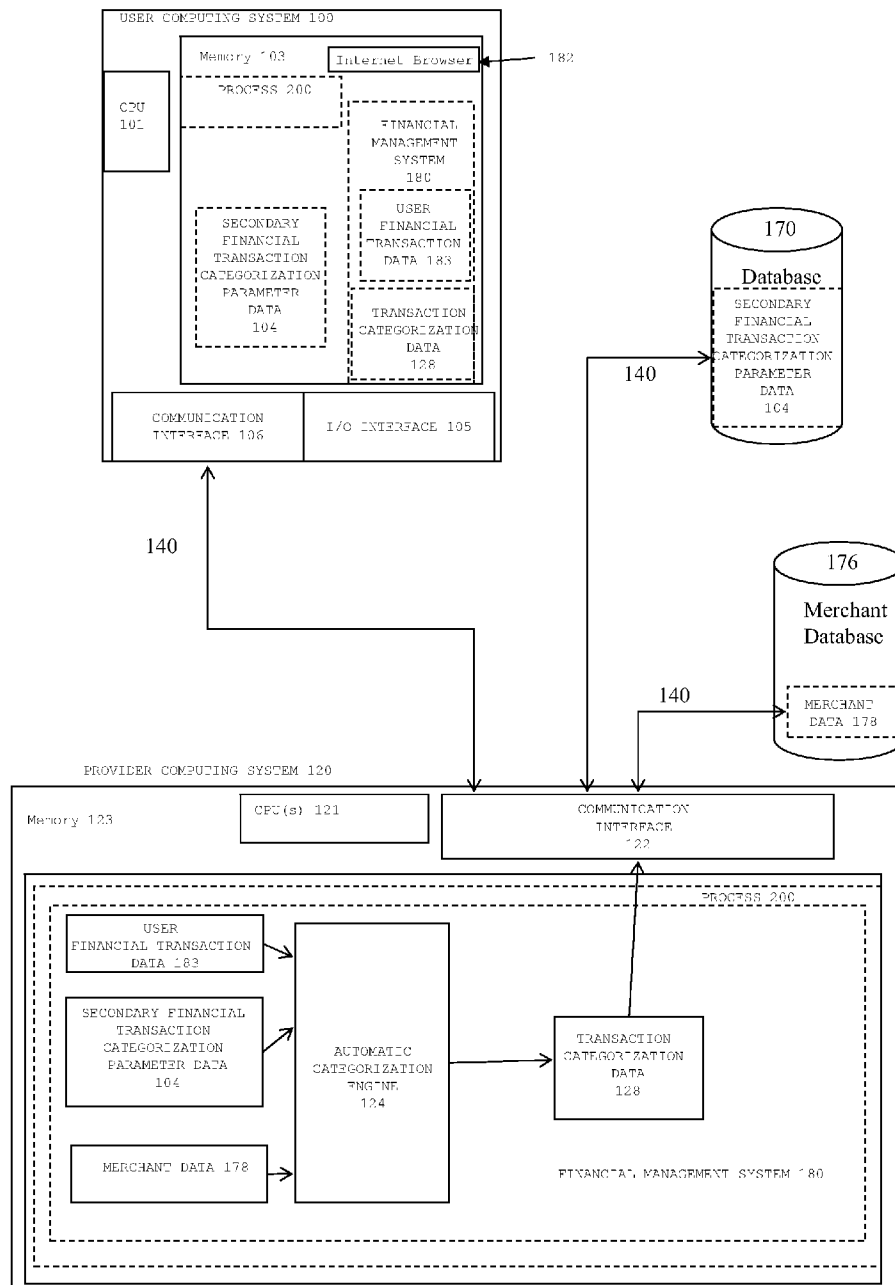 USER COMPUTING SYSTEM 100
Memory 103
Internet Browser
182
PROCESS 200
CPU
101
FINANCIAL
MANAGEMENT
SYSTEM
180
USER
FINANCIAL
TRANSACTION
DATA 183
SECONDARY
FINANCIAL
TRANSACTION
CATEGORIZATION
PARAMETER
DATA
104
TRANSACTION
CATEGORIZATION
DATA
128
COMMUNICATION
INTERFACE 106
I/O INTERFACE 105
170
Database
SECONDARY
FINANCIAL
TRANSACTION
CATEGORIZATION
PARAMETER
DATA
104
140
140
176
Merchant
Database
MERCHANT
DATA 178
140
PROVIDER COMPUTING SYSTEM 120
Memory 123
CPU(s) 121
COMMUNICATION
INTERFACE
122
PROCESS 200
USER
FINANCIAL TRANSACTION
DATA 183
SECONDARY FINANCIAL
TRANSACTION
CATEGORIZATION
PARAMETER DATA
104
MERCHANT DATA 178
AUTOMATIC
CATEGORIZATION
ENGINE
124
TRANSACTION
CATEGORIZATION
DATA
128
FINANCIAL MANAGEMENT SYSTEM 180